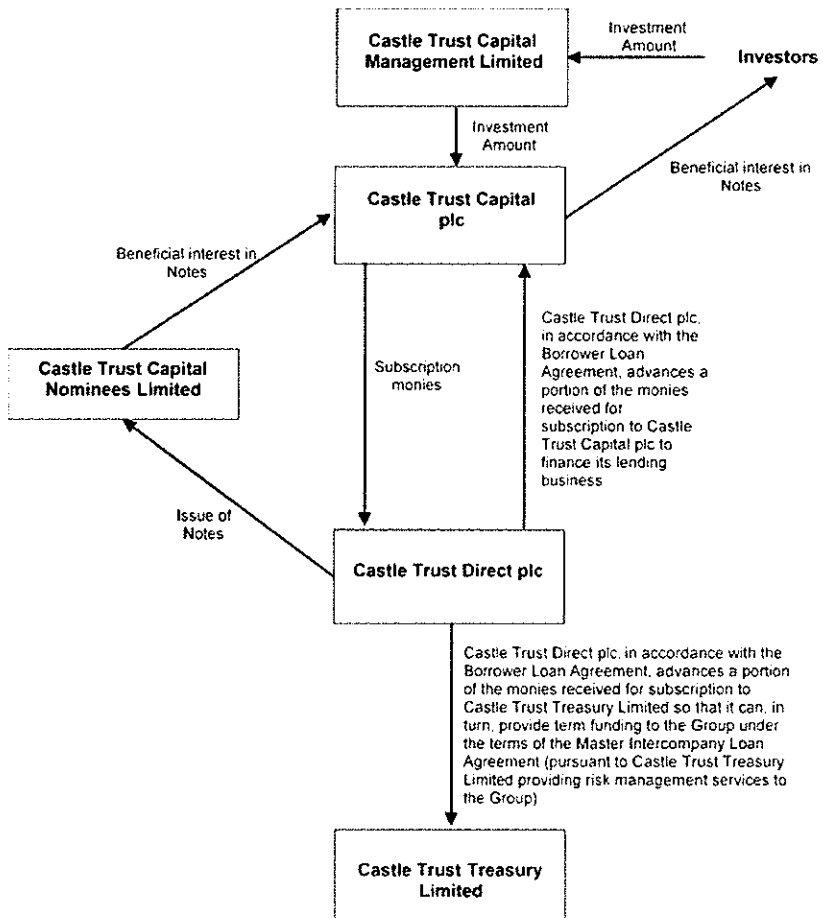 Castle Trust Capital
Management Limited
Investment
Amount
Investors
Investment
Amount
Castle Trust Capital
plc
Beneficial interest in
Notes
Beneficial interest in
Notes
Castle Trust Capital
Nominees Limited
Subscription
monies
Castle Trust Direct plc,
in accordance with the
Borrower Loan
Agreement, advances a
portion of the monies
received for
subscription to Castle
Trust Capital plc to
finance its lending
business
Issue of
Notes
Castle Trust Direct plc
Castle Trust Direct plc, in accordance with the
Borrower Loan Agreement, advances a portion
of the monies received for subscription to
Castle Trust Treasury Limited so that it can, in
turn, provide term funding to the Group under
the terms of the Master Intercompany Loan
Agreement (pursuant to Castle Trust Treasury
Limited providing risk management services to
the Group)
Castle Trust Treasury
Limited